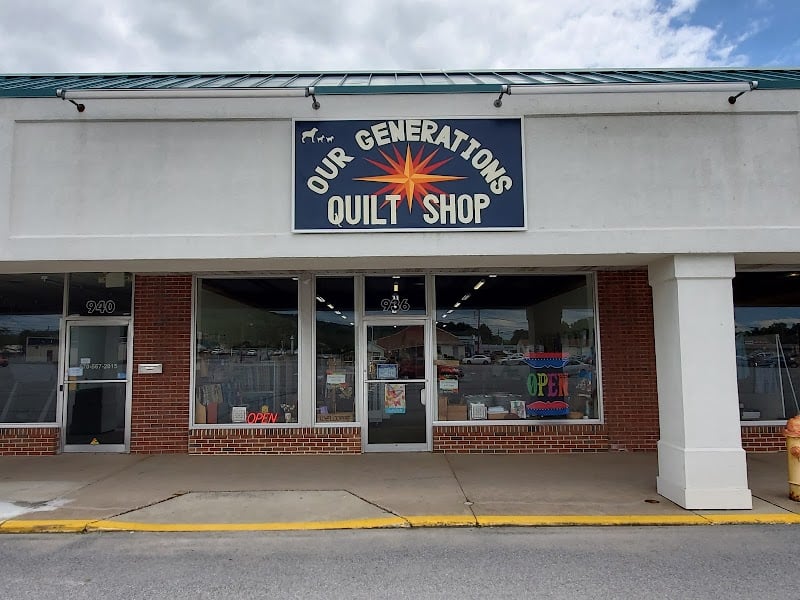 OUR GENERATIONS
QUILT SHOP
940
936
OPEN
OPEN